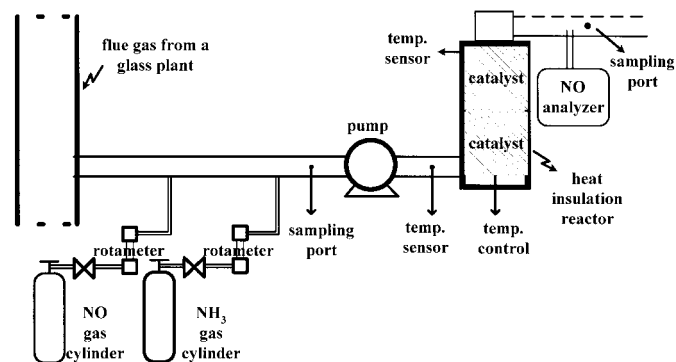 flue gas from a
glass plant
temp.
sensor
catalyst
sampling
port
NO
analyzer
pump
catalyst
heat
insulation
reactor
sampling
port
temp.
sensor
temp.
control
rotameter
rotameter
NO
gas
cylinder
NH3
gas
cylinder